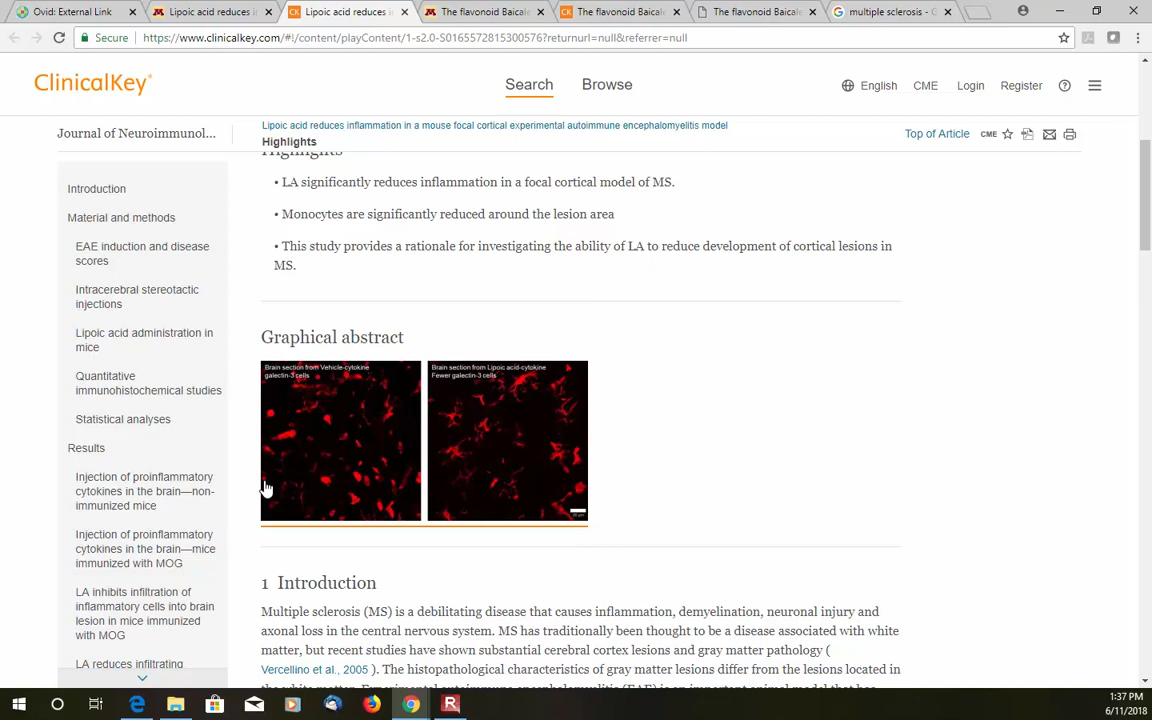 Ovid: External Link
Lipoic acid reduces i
Lipoic acid reduces i
The flavonoid Baicale
The flavonoid Baicale
The flavonoid Baicale
multiple sclerosis - G
Secure
https://www.clinicalkey.com/#!/content/playContent/1-s2.0-S0165572815300576?returnurl=null&referrer=null
ClinicalKey®
Search
Browse
English
CME
Login
Register
Journal of Neuroimmunol...
Lipoic acid reduces inflammation in a mouse focal cortical experimental autoimmune encephalomyelitis model
Highlights
Top of Article
CME
Highlights
• LA significantly reduces inflammation in a focal cortical model of MS.
• Monocytes are significantly reduced around the lesion area
• This study provides a rationale for investigating the ability of LA to reduce development of cortical lesions in
MS.
Graphical abstract
Brain section from Vehicle-cytokine
galectin-3 cells
Brain section from Lipoic acid-cytokine
Fewer galectin-3 cells
1 Introduction
Multiple sclerosis (MS) is a debilitating disease that causes inflammation, demyelination, neuronal injury and
axonal loss in the central nervous system. MS has traditionally been thought to be a disease associated with white
matter, but recent studies have shown substantial cerebral cortex lesions and gray matter pathology (
Vercellino et al., 2005 ). The histopathological characteristics of gray matter lesions differ from the lesions located in
Introduction
Material and methods
EAE induction and disease
scores
Intracerebral stereotactic
injections
Lipoic acid administration in
mice
Quantitative
immunohistochemical studies
Statistical analyses
Results
Injection of proinflammatory
cytokines in the brain—non-
immunized mice
Injection of proinflammatory
cytokines in the brain—mice
immunized with MOG
LA inhibits infiltration of
inflammatory cells into brain
lesion in mice immunized
with MOG
LA reduces infiltrating
1:37 PM
6/11/2018